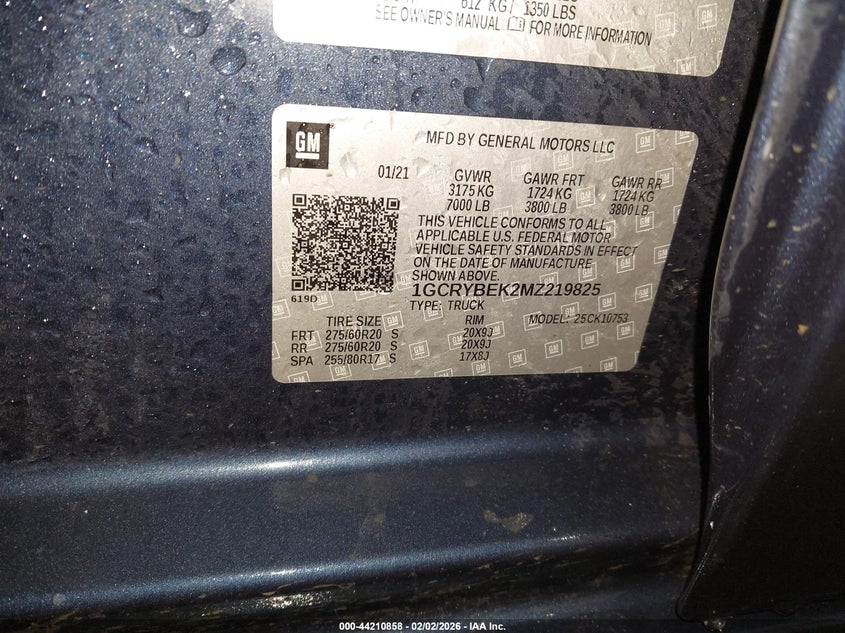 612 KG / 1350 LBS
SEE OWNER'S MANUAL FOR MORE INFORMATION
GM
MFD BY GENERAL MOTORS LLC
01/21 GVWR GAWR FRT GAWR RR
3175 KG 1724 KG 1724 KG
7000 LB 3800 LB 3800 LB
THIS VEHICLE CONFORMS TO ALL
APPLICABLE U.S. FEDERAL MOTOR
VEHICLE SAFETY STANDARDS IN EFFECT
ON THE DATE OF MANUFACTURE
SHOWN ABOVE.
619D
1GCRYBEK2MZ219825
TYPE: TRUCK
TIRE SIZE RIM MODEL: 25CK10753
FRT 275/60R20 S 20X9J
RR 275/60R20 S 20X9J
SPA 255/80R17 S 17X8J
000-44210858 - 02/02/2026 - IAA Inc.